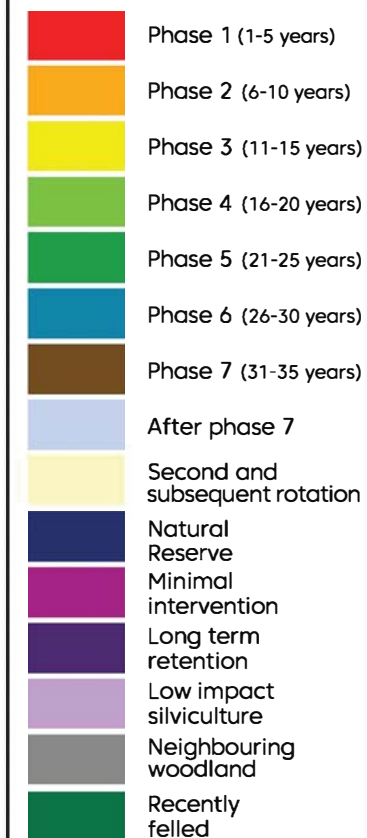 Phase 1 (1-5 years)
Phase 2 (6-10 years)
Phase 3 (11-15 years)
Phase 4 (16-20 years)
Phase 5 (21-25 years)
Phase 6 (26-30 years)
Phase 7 (31-35 years)
After phase 7
Second and
subsequent rotation
Natural
Reserve
Minimal
intervention
Long term
retention
Low impact
silviculture
Neighbouring
woodland
Recently
felled